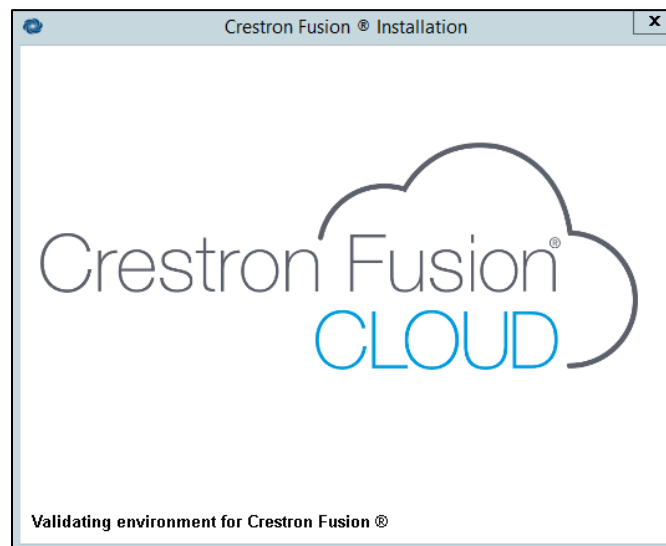 Crestron Fusion ® Installation
x
Crestron Fusion®
CLOUD
Validating environment for Crestron Fusion ®